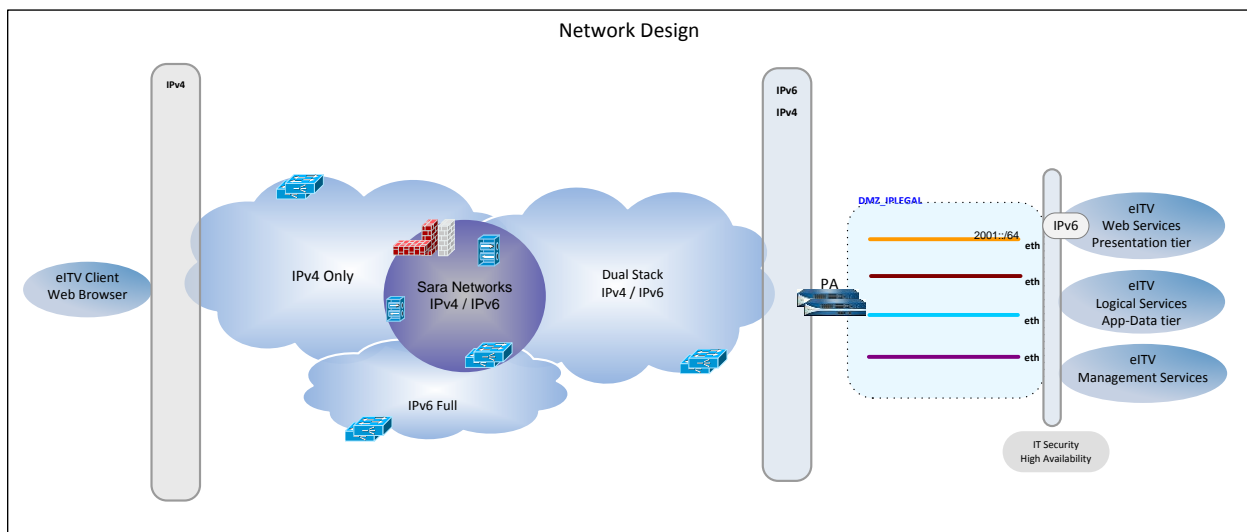 Network Design
IPv4
IPv6
IPv4
DMZ_IPLEGAL
eITV
Web Services
Presentation tier
IPv6
2001::/64
eth
IPv4 Only
Sara Networks
IPv4 / IPv6
Dual Stack
IPv4 / IPv6
eITV Client
Web Browser
PA
eth
eITV
Logical Services
App-Data tier
eth
eth
eITV
Management Services
IPv6 Full
IT Security
High Availability